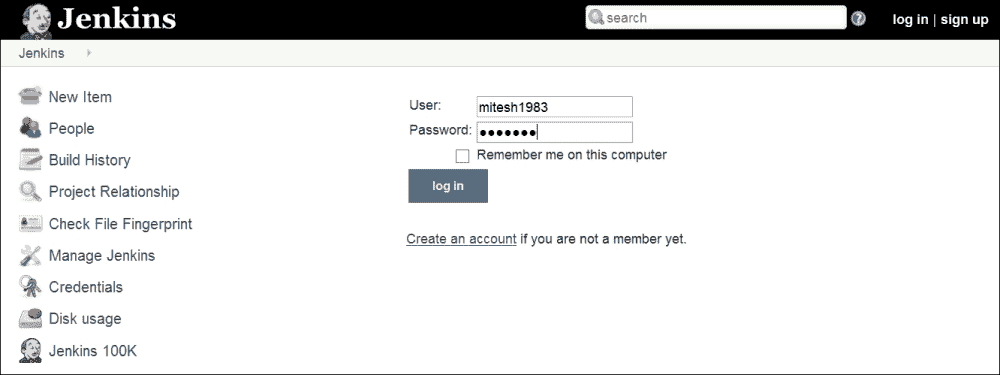 Jenkins
search
log in | sign up
Jenkins
New Item
People
Build History
Project Relationship
Check File Fingerprint
Manage Jenkins
Credentials
Disk usage
Jenkins 100K
User: mitesh1983
Password: ●●●●●●●
Remember me on this computer
log in
Create an account if you are not a member yet.